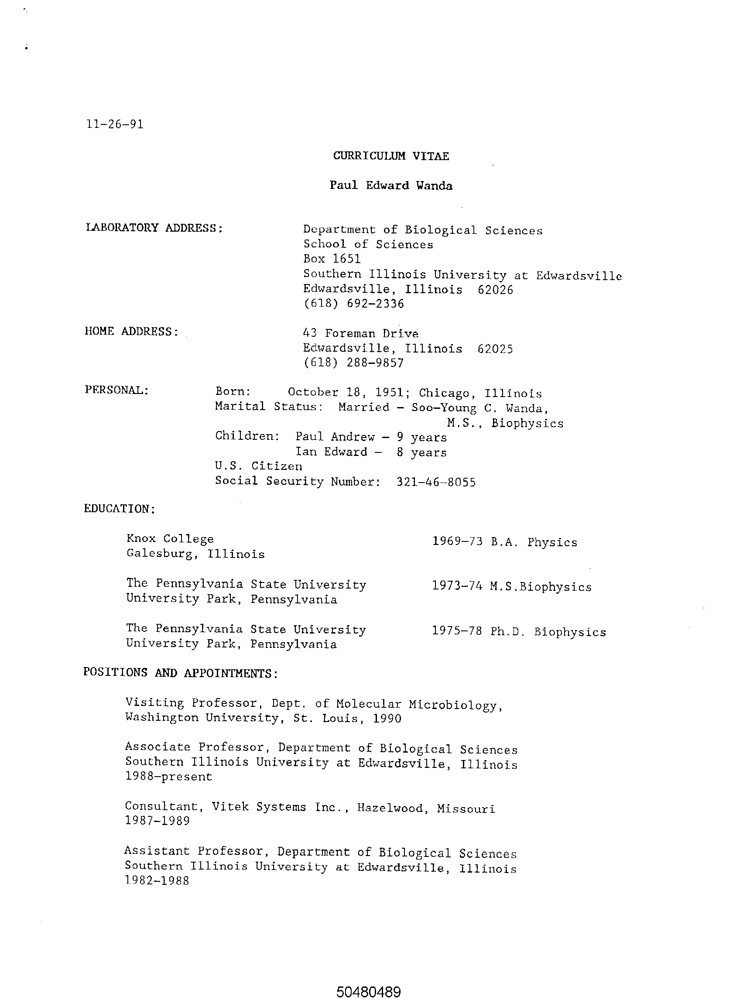 11-26-91
CURRICULUM VITAE
Paul Edward Wanda
LABORATORY ADDRESS: Department of Biological Sciences
School of Sciences
Box 1651
Southern Illinois University at Edwardsville
Edwardsville, Illinois 62026
(618) 692-2336
HOME ADDRESS: 43 Foreman Drive
Edwardsville, Illinois 62025
(618) 288-9857
PERSONAL: Born: October 18, 1951; Chicago, Illinois
Marital Status: Married - Soo-Young C. Wanda,
M.S., Biophysics
Children: Paul Andrew - 9 years
Ian Edward - 8 years
U.S. Citizen
Social Security Number: 321-46-8055
EDUCATION:
Knox College 1969-73 B.A. Physics
Galesburg, Illinois
The Pennsylvania State University 1973-74 M.S.Biophysics
University Park, Pennsylvania
The Pennsylvania State University 1975-78 Ph.D. Biophysics
University Park, Pennsylvania
POSITIONS AND APPOINTMENTS:
Visiting Professor, Dept. of Molecular Microbiology,
Washington University, St. Louis, 1990
Associate Professor, Department of Biological Sciences
Southern Illinois University at Edwardsville, Illinois
1988-present
Consultant, Vitek Systems Inc., Hazelwood, Missouri
1987-1989
Assistant Professor, Department of Biological Sciences
Southern Illinois University at Edwardsville, Illinois
1982-1988
50480489